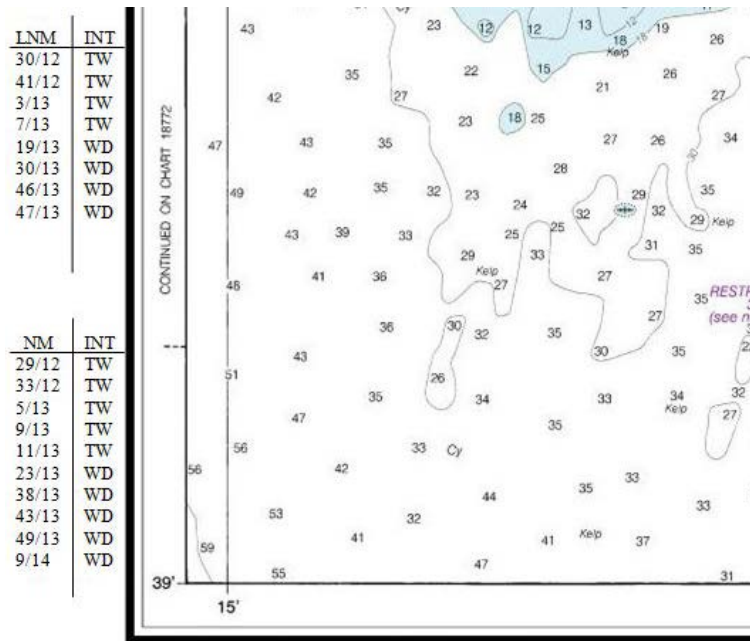 LNM INT
30/12 TW
41/12 TW
3/13 TW
7/13 TW
19/13 WD
30/13 WD
46/13 WD
47/13 WD
NM INT
29/12 TW
33/12 TW
5/13 TW
9/13 TW
11/13 TW
23/13 WD
38/13 WD
43/13 WD
49/13 WD
9/14 WD
CONTINUED ON CHART 18772
43 23 12 12 13 12 19
18 18 26
Kelp
35 22 15 26
42 27 21 27
23 18 25
47 43 35 27 26 30 34
28
49 42 35 32 23 29 35
24 32 32 29 Kelp
43 39 33 25 25
29 33 31 35
Kelp
48 41 36 27 27
35
27
36 30 32 35
43 30 35
51 26
35 34 33 34 32
Kelp 27
47 35
56 33 Cy
56 42 33
44 35 33
53 32
41 41 Kelp 37
59 47
55 31
39'
15'